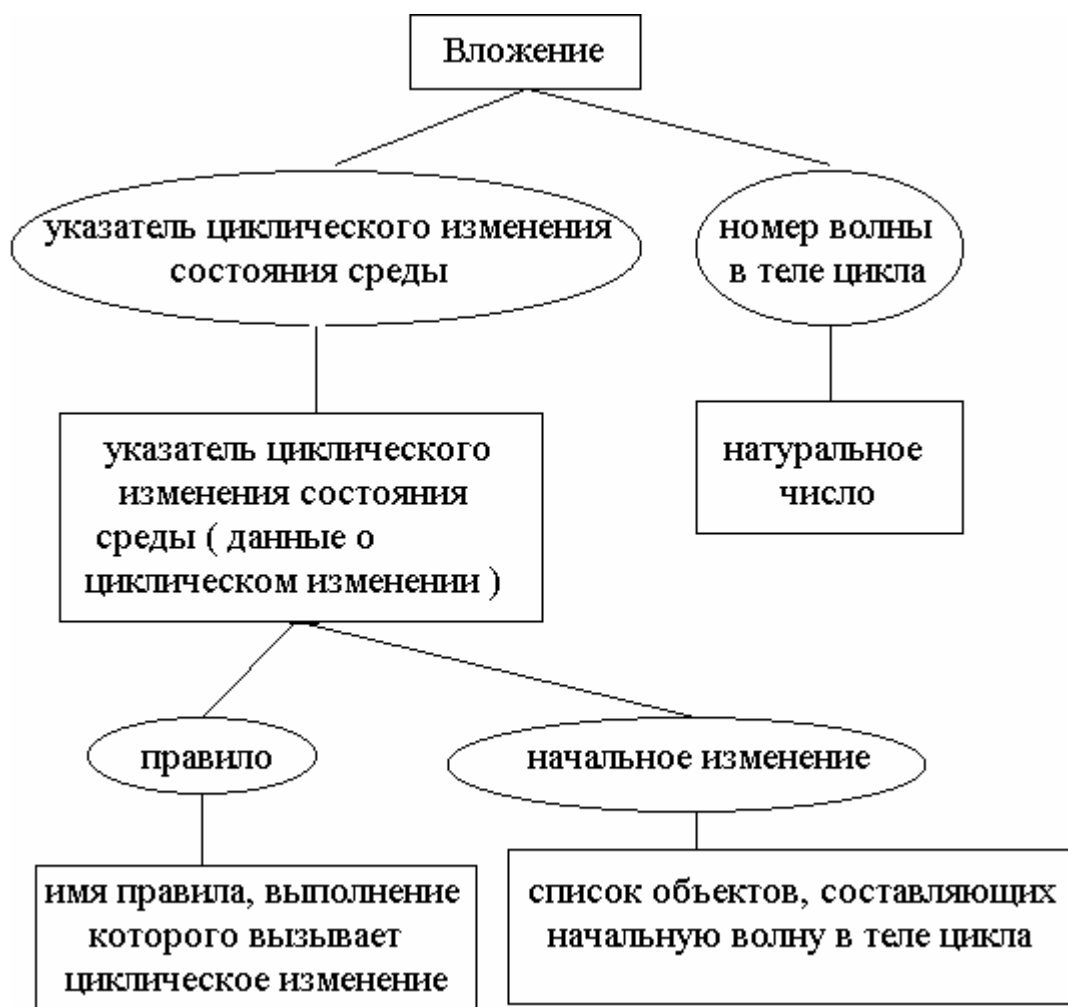 Вложение
указатель циклического изменения
состояния среды
номер волны
в теле цикла
указатель циклического
изменения состояния
среды ( данные о
циклическом изменении )
натуральное
число
правило
начальное изменение
имя правила, выполнение
которого вызывает
циклическое изменение
список объектов, составляющих
начальную волну в теле цикла